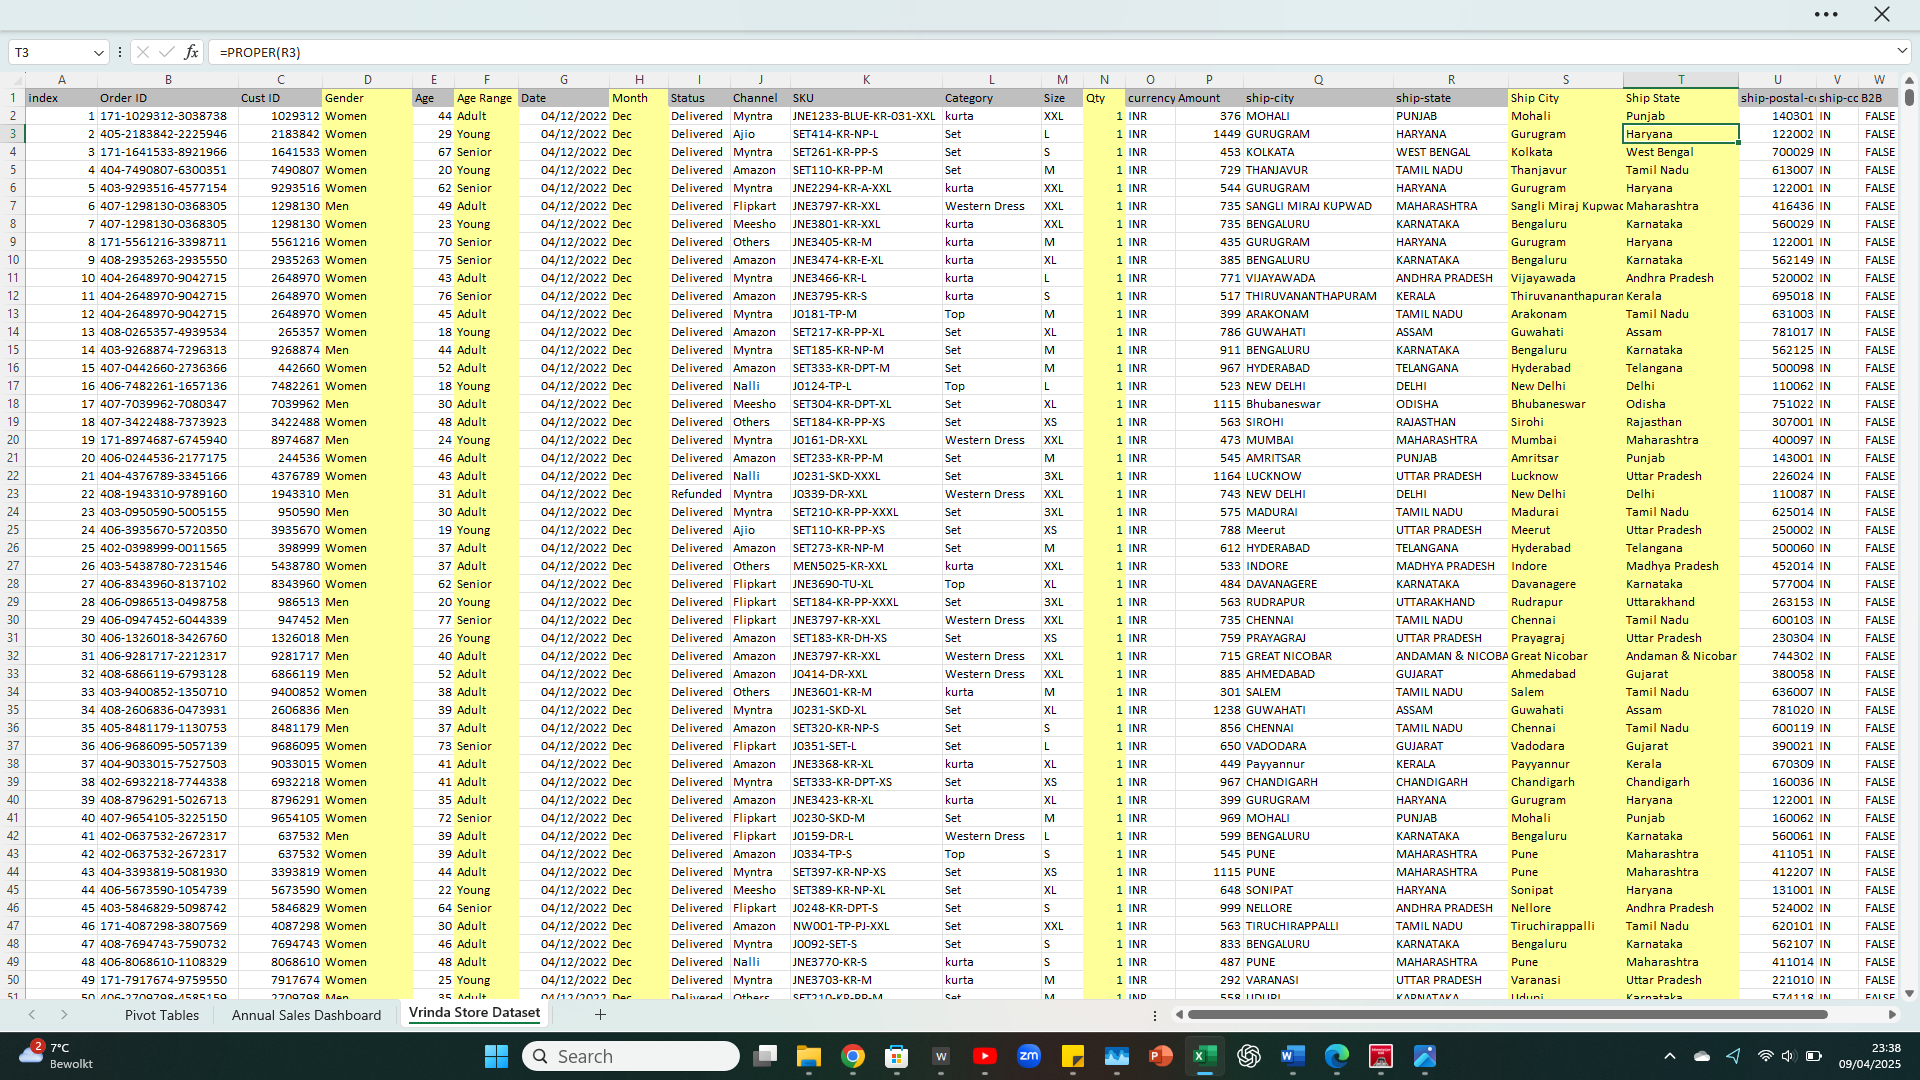 T3 =PROPER(R3)
A B C D E F G H I J K L M N O P Q R S T U V W
1 index Order ID Cust ID Gender Age Age Range Date Month Status Channel SKU Category Size Qty currency Amount ship-city ship-state Ship City Ship State ship-postal-c ship-cc B2B
2 1 171-1029312-3038738 1029312 Women 44 Adult 04/12/2022 Dec Delivered Myntra JNE1233-BLUE-KR-031-XXL kurta XXL 1 INR 376 MOHALI PUNJAB Mohali Punjab 140301 IN FALSE
3 2 405-2183842-2225946 2183842 Women 29 Young 04/12/2022 Dec Delivered Ajio SET414-KR-NP-L Set L 1 INR 1449 GURUGRAM HARYANA Gurugram Haryana 122002 IN FALSE
4 3 171-1641533-8921966 1641533 Women 67 Senior 04/12/2022 Dec Delivered Myntra SET261-KR-PP-S Set S 1 INR 453 KOLKATA WEST BENGAL Kolkata West Bengal 700029 IN FALSE
5 4 404-7490807-6300351 7490807 Women 20 Young 04/12/2022 Dec Delivered Amazon SET110-KR-PP-M Set M 1 INR 729 THANJAVUR TAMIL NADU Thanjavur Tamil Nadu 613007 IN FALSE
6 5 403-9293516-4577154 9293516 Women 62 Senior 04/12/2022 Dec Delivered Myntra JNE2294-KR-A-XXL kurta XXL 1 INR 544 GURUGRAM HARYANA Gurugram Haryana 122001 IN FALSE
7 6 407-1298130-0368305 1298130 Men 49 Adult 04/12/2022 Dec Delivered Flipkart JNE3797-KR-XXL Western Dress XXL 1 INR 735 SANGLI MIRAJ KUPWAD MAHARASHTRA Sangli Miraj Kupwac Maharashtra 416436 IN FALSE
8 7 407-1298130-0368305 1298130 Women 23 Young 04/12/2022 Dec Delivered Meesho JNE3801-KR-XXL kurta XXL 1 INR 735 BENGALURU KARNATAKA Bengaluru Karnataka 560029 IN FALSE
9 8 171-5561216-3398711 5561216 Women 70 Senior 04/12/2022 Dec Delivered Others JNE3405-KR-M kurta M 1 INR 435 GURUGRAM HARYANA Gurugram Haryana 122001 IN FALSE
10 9 408-2935263-2935550 2935263 Women 75 Senior 04/12/2022 Dec Delivered Amazon JNE3474-KR-E-XL kurta XL 1 INR 385 BENGALURU KARNATAKA Bengaluru Karnataka 562149 IN FALSE
11 10 404-2648970-9042715 2648970 Women 43 Adult 04/12/2022 Dec Delivered Myntra JNE3466-KR-L kurta L 1 INR 771 VIJAYAWADA ANDHRA PRADESH Vijayawada Andhra Pradesh 520002 IN FALSE
12 11 404-2648970-9042715 2648970 Women 76 Senior 04/12/2022 Dec Delivered Amazon JNE3795-KR-S kurta S 1 INR 517 THIRUVANANTHAPURAM KERALA Thiruvananthapuran Kerala 695018 IN FALSE
13 12 404-2648970-9042715 2648970 Women 45 Adult 04/12/2022 Dec Delivered Myntra J0181-TP-M Top M 1 INR 399 ARAKONAM TAMIL NADU Arakonam Tamil Nadu 631003 IN FALSE
14 13 408-0265357-4939534 265357 Women 18 Young 04/12/2022 Dec Delivered Amazon SET217-KR-PP-XL Set XL 1 INR 786 GUWAHATI ASSAM Guwahati Assam 781017 IN FALSE
15 14 403-9268874-7296313 9268874 Men 44 Adult 04/12/2022 Dec Delivered Myntra SET185-KR-NP-M Set M 1 INR 911 BENGALURU KARNATAKA Bengaluru Karnataka 562125 IN FALSE
16 15 407-0442660-2736366 442660 Women 52 Adult 04/12/2022 Dec Delivered Amazon SET333-KR-DPT-M Set M 1 INR 967 HYDERABAD TELANGANA Hyderabad Telangana 500098 IN FALSE
17 16 406-7482261-1657136 7482261 Women 18 Young 04/12/2022 Dec Delivered Nalli J0124-TP-L Top L 1 INR 523 NEW DELHI DELHI New Delhi Delhi 110062 IN FALSE
18 17 407-7039962-7080347 7039962 Men 30 Adult 04/12/2022 Dec Delivered Meesho SET304-KR-DPT-XL Set XL 1 INR 1115 Bhubaneswar ODISHA Bhubaneswar Odisha 751022 IN FALSE
19 18 407-3422488-7373923 3422488 Women 48 Adult 04/12/2022 Dec Delivered Others SET184-KR-PP-XS Set XS 1 INR 563 SIROHI RAJASTHAN Sirohi Rajasthan 307001 IN FALSE
20 19 171-8974687-6745940 8974687 Men 24 Young 04/12/2022 Dec Delivered Myntra J0161-DR-XXL Western Dress XXL 1 INR 473 MUMBAI MAHARASHTRA Mumbai Maharashtra 400097 IN FALSE
21 20 406-0244536-2177175 244536 Women 46 Adult 04/12/2022 Dec Delivered Amazon SET233-KR-PP-M Set M 1 INR 545 AMRITSAR PUNJAB Amritsar Punjab 143001 IN FALSE
22 21 404-4376789-3345166 4376789 Women 43 Adult 04/12/2022 Dec Delivered Nalli J0231-SKD-XXXL Set 3XL 1 INR 1164 LUCKNOW UTTAR PRADESH Lucknow Uttar Pradesh 226024 IN FALSE
23 22 408-1943310-9789160 1943310 Men 31 Adult 04/12/2022 Dec Refunded Myntra J0339-DR-XXL Western Dress XXL 1 INR 743 NEW DELHI DELHI New Delhi Delhi 110087 IN FALSE
24 23 403-0950590-5005155 950590 Men 30 Adult 04/12/2022 Dec Delivered Myntra SET210-KR-PP-XXXL Set 3XL 1 INR 575 MADURAI TAMIL NADU Madurai Tamil Nadu 625014 IN FALSE
25 24 406-3935670-5720350 3935670 Women 19 Young 04/12/2022 Dec Delivered Ajio SET110-KR-PP-XS Set XS 1 INR 788 Meerut UTTAR PRADESH Meerut Uttar Pradesh 250002 IN FALSE
26 25 402-0398999-0011565 398999 Women 37 Adult 04/12/2022 Dec Delivered Amazon SET273-KR-NP-M Set M 1 INR 612 HYDERABAD TELANGANA Hyderabad Telangana 500060 IN FALSE
27 26 403-5438780-7231546 5438780 Women 37 Adult 04/12/2022 Dec Delivered Others MEN5025-KR-XXL kurta XXL 1 INR 533 INDORE MADHYA PRADESH Indore Madhya Pradesh 452014 IN FALSE
28 27 406-8343960-8137102 8343960 Women 62 Senior 04/12/2022 Dec Delivered Flipkart JNE3690-TU-XL Top XL 1 INR 484 DAVANAGERE KARNATAKA Davanagere Karnataka 577004 IN FALSE
29 28 406-0986513-0498758 986513 Men 20 Young 04/12/2022 Dec Delivered Flipkart SET184-KR-PP-XXXL Set 3XL 1 INR 563 RUDRAPUR UTTARAKHAND Rudrapur Uttarakhand 263153 IN FALSE
30 29 406-0947452-6044339 947452 Men 77 Senior 04/12/2022 Dec Delivered Flipkart JNE3797-KR-XXL Western Dress XXL 1 INR 735 CHENNAI TAMIL NADU Chennai Tamil Nadu 600103 IN FALSE
31 30 406-1326018-3426760 1326018 Men 26 Young 04/12/2022 Dec Delivered Amazon SET183-KR-DH-XS Set XS 1 INR 759 PRAYAGRAJ UTTAR PRADESH Prayagraj Uttar Pradesh 230304 IN FALSE
32 31 406-9281717-2212317 9281717 Men 40 Adult 04/12/2022 Dec Delivered Amazon JNE3797-KR-XXL Western Dress XXL 1 INR 715 GREAT NICOBAR ANDAMAN & NICOBA Great Nicobar Andaman & Nicobar 744302 IN FALSE
33 32 408-6866119-6793128 6866119 Men 52 Adult 04/12/2022 Dec Delivered Amazon J0414-DR-XXL Western Dress XXL 1 INR 885 AHMEDABAD GUJARAT Ahmedabad Gujarat 380058 IN FALSE
34 33 403-9400852-1350710 9400852 Women 38 Adult 04/12/2022 Dec Delivered Others JNE3601-KR-M kurta M 1 INR 301 SALEM TAMIL NADU Salem Tamil Nadu 636007 IN FALSE
35 34 408-2606836-0473931 2606836 Men 39 Adult 04/12/2022 Dec Delivered Myntra J0231-SKD-XL Set XL 1 INR 1238 GUWAHATI ASSAM Guwahati Assam 781020 IN FALSE
36 35 405-8481179-1130753 8481179 Men 37 Adult 04/12/2022 Dec Delivered Amazon SET320-KR-NP-S Set S 1 INR 856 CHENNAI TAMIL NADU Chennai Tamil Nadu 600119 IN FALSE
37 36 406-9686095-5057139 9686095 Women 73 Senior 04/12/2022 Dec Delivered Flipkart J0351-SET-L Set L 1 INR 650 VADODARA GUJARAT Vadodara Gujarat 390021 IN FALSE
38 37 404-9033015-7527503 9033015 Women 41 Adult 04/12/2022 Dec Delivered Amazon JNE3368-KR-XL kurta XL 1 INR 449 Payyannur KERALA Payyannur Kerala 670309 IN FALSE
39 38 402-6932218-7744338 6932218 Women 41 Adult 04/12/2022 Dec Delivered Myntra SET333-KR-DPT-XS Set XS 1 INR 967 CHANDIGARH CHANDIGARH Chandigarh Chandigarh 160036 IN FALSE
40 39 408-8796291-5026713 8796291 Women 35 Adult 04/12/2022 Dec Delivered Amazon JNE3423-KR-XL kurta XL 1 INR 399 GURUGRAM HARYANA Gurugram Haryana 122001 IN FALSE
41 40 407-9654105-3225150 9654105 Women 72 Senior 04/12/2022 Dec Delivered Flipkart J0230-SKD-M Set M 1 INR 969 MOHALI PUNJAB Mohali Punjab 160062 IN FALSE
42 41 402-0637532-2672317 637532 Men 39 Adult 04/12/2022 Dec Delivered Flipkart J0159-DR-L Western Dress L 1 INR 599 BENGALURU KARNATAKA Bengaluru Karnataka 560061 IN FALSE
43 42 402-0637532-2672317 637532 Women 39 Adult 04/12/2022 Dec Delivered Amazon J0334-TP-S Top S 1 INR 545 PUNE MAHARASHTRA Pune Maharashtra 411051 IN FALSE
44 43 404-3393819-5081930 3393819 Women 44 Adult 04/12/2022 Dec Delivered Myntra SET397-KR-NP-XS Set XS 1 INR 1115 PUNE MAHARASHTRA Pune Maharashtra 412207 IN FALSE
45 44 406-5673590-1054739 5673590 Women 22 Young 04/12/2022 Dec Delivered Meesho SET389-KR-NP-XL Set XL 1 INR 648 SONIPAT HARYANA Sonipat Haryana 131001 IN FALSE
46 45 403-5846829-5098742 5846829 Women 64 Senior 04/12/2022 Dec Delivered Flipkart J0248-KR-DPT-S Set S 1 INR 999 NELLORE ANDHRA PRADESH Nellore Andhra Pradesh 524002 IN FALSE
47 46 171-4087298-3807569 4087298 Women 30 Adult 04/12/2022 Dec Delivered Amazon NW001-TP-PJ-XXL Set XXL 1 INR 563 TIRUCHIRAPPALLI TAMIL NADU Tiruchirappalli Tamil Nadu 620101 IN FALSE
48 47 408-7694743-7590732 7694743 Women 46 Adult 04/12/2022 Dec Delivered Myntra J0092-SET-S Set S 1 INR 833 BENGALURU KARNATAKA Bengaluru Karnataka 562107 IN FALSE
49 48 406-8068610-1108329 8068610 Women 48 Adult 04/12/2022 Dec Delivered Nalli JNE3770-KR-S kurta S 1 INR 487 PUNE MAHARASHTRA Pune Maharashtra 411014 IN FALSE
50 49 171-7917674-9759550 7917674 Women 25 Young 04/12/2022 Dec Delivered Myntra JNE3703-KR-M kurta M 1 INR 292 VARANASI UTTAR PRADESH Varanasi Uttar Pradesh 221010 IN FALSE
51 50 406-2709798-4585159 2709798 Men 35 Adult 04/12/2022 Dec Delivered Others SET210-KR-PP-M Set M 1 INR 558 UDUPI KARNATAKA Udupi Karnataka 574118 IN FALSE
Pivot Tables Annual Sales Dashboard Vrinda Store Dataset
2 7°C Bewolkt Search 23:38
09/04/2025